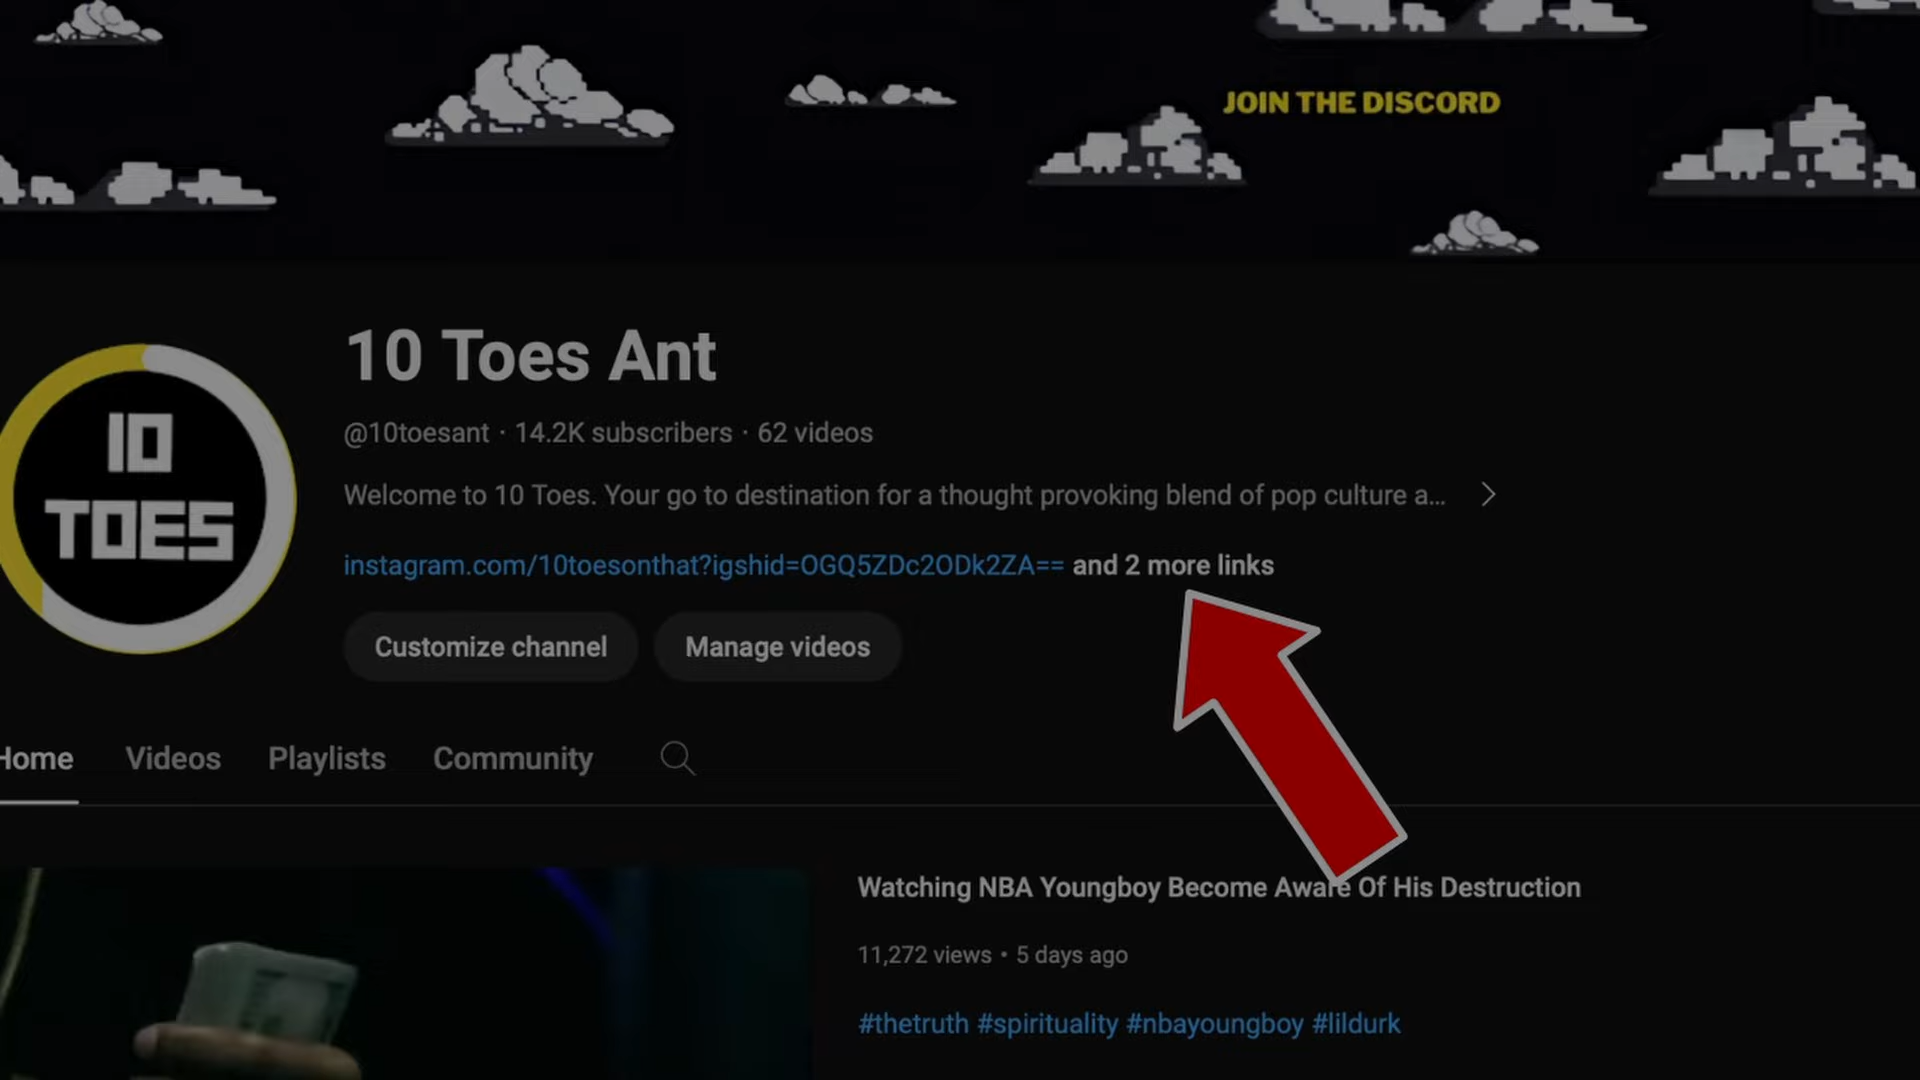 JOIN THE DISCORD
10 Toes Ant
10
TOES
@10toesant · 14.2K subscribers · 62 videos
Welcome to 10 Toes. Your go to destination for a thought provoking blend of pop culture a...
instagram.com/10toesonthat?igshid=OGQ5ZDc2ODk2ZA== and 2 more links
Customize channel
Manage videos
Home
Videos
Playlists
Community
Watching NBA Youngboy Become Aware Of His Destruction
11,272 views • 5 days ago
#thetruth #spirituality #nbayoungboy #lildurk